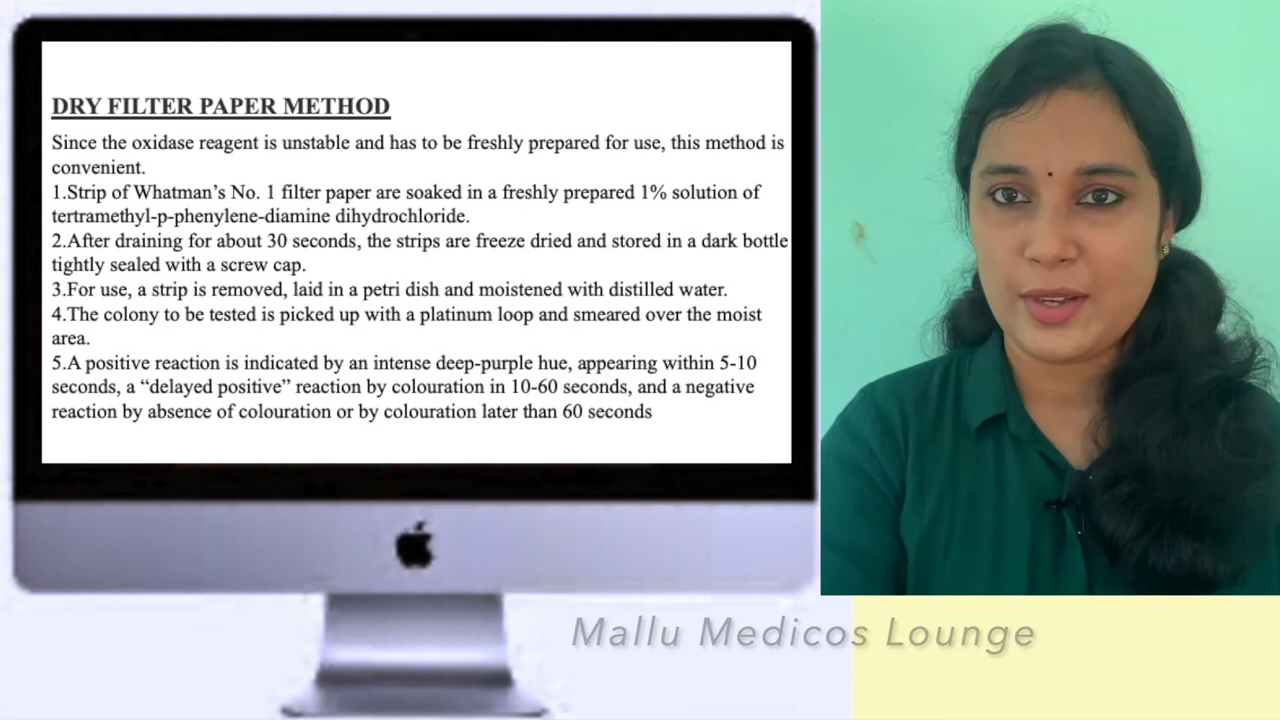 DRY FILTER PAPER METHOD
Since the oxidase reagent is unstable and has to be freshly prepared for use, this method is
convenient.
1.Strip of Whatman’s No. 1 filter paper are soaked in a freshly prepared 1% solution of
tertramethyl-p-phenylene-diamine dihydrochloride.
2.After draining for about 30 seconds, the strips are freeze dried and stored in a dark bottle
tightly sealed with a screw cap.
3.For use, a strip is removed, laid in a petri dish and moistened with distilled water.
4.The colony to be tested is picked up with a platinum loop and smeared over the moist
area.
5.A positive reaction is indicated by an intense deep-purple hue, appearing within 5-10
seconds, a “delayed positive” reaction by colouration in 10-60 seconds, and a negative
reaction by absence of colouration or by colouration later than 60 seconds
Mallu Medicos Lounge